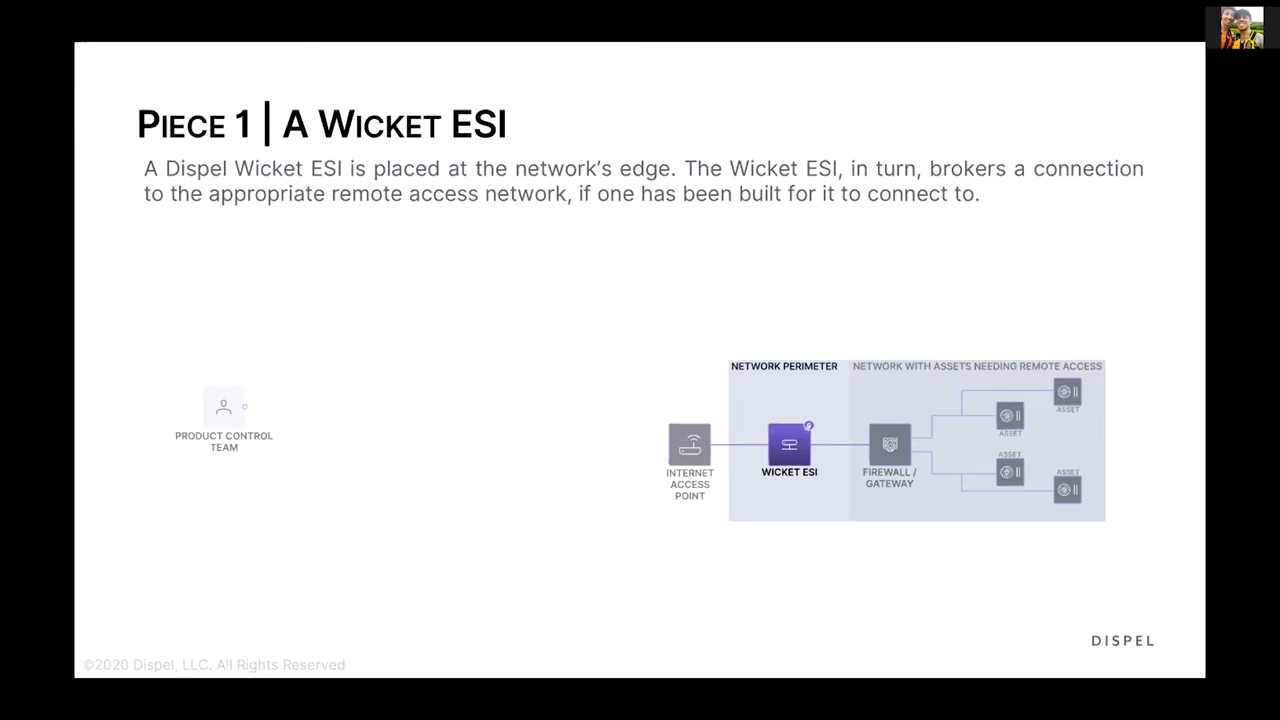 PIECE 1 | A WICKET ESI
A Dispel Wicket ESI is placed at the network's edge. The Wicket ESI, in turn, brokers a connection
to the appropriate remote access network, if one has been built for it to connect to.
NETWORK PERIMETER
NETWORK WITH ASSETS NEEDING REMOTE ACCESS
ASSET
ASSET
PRODUCT CONTROL
TEAM
INTERNET
ACCESS
POINT
WICKET ESI
FIREWALL /
GATEWAY
ASSET
ASSET
DISPEL
©2020 Dispel, LLC. All Rights Reserved